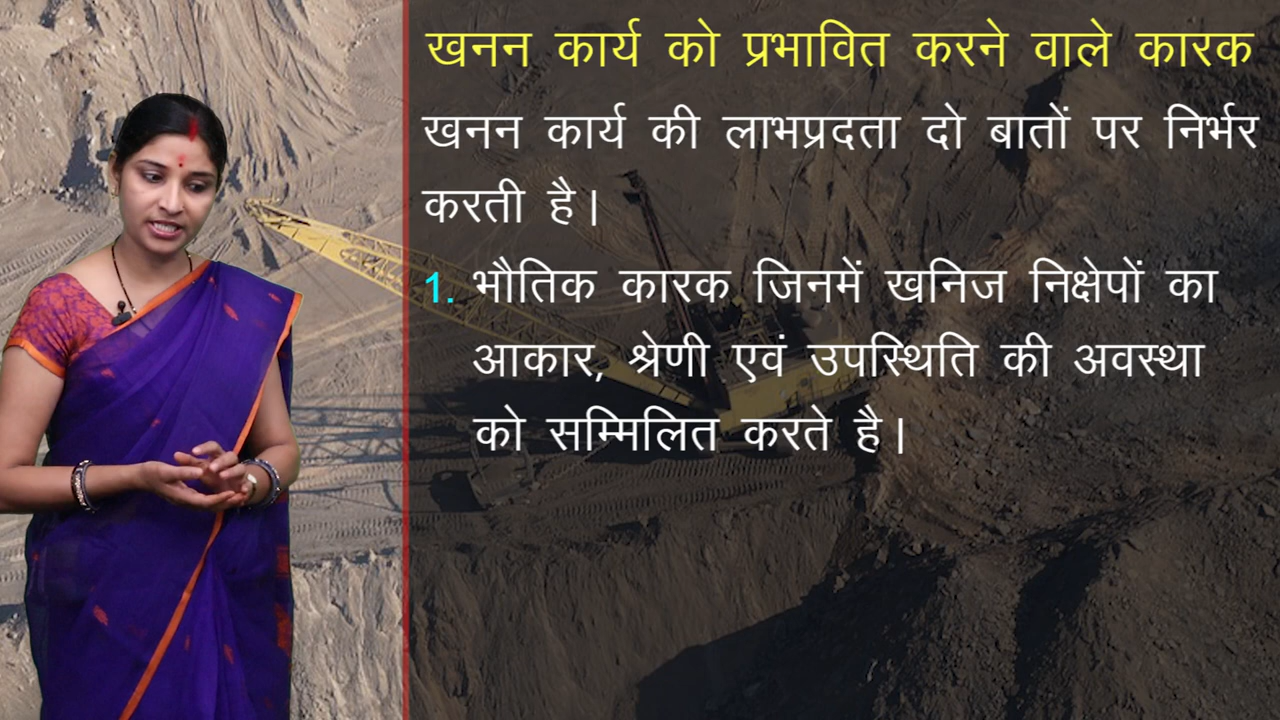 खनन कार्य को प्रभावित करने वाले कारक
खनन कार्य की लाभप्रदता दो बातों पर निर्भर
करती है।
1. भौतिक कारक जिनमें खनिज निक्षेपों का
आकार, श्रेणी एवं उपस्थिति की अवस्था
को सम्मिलित करते है।